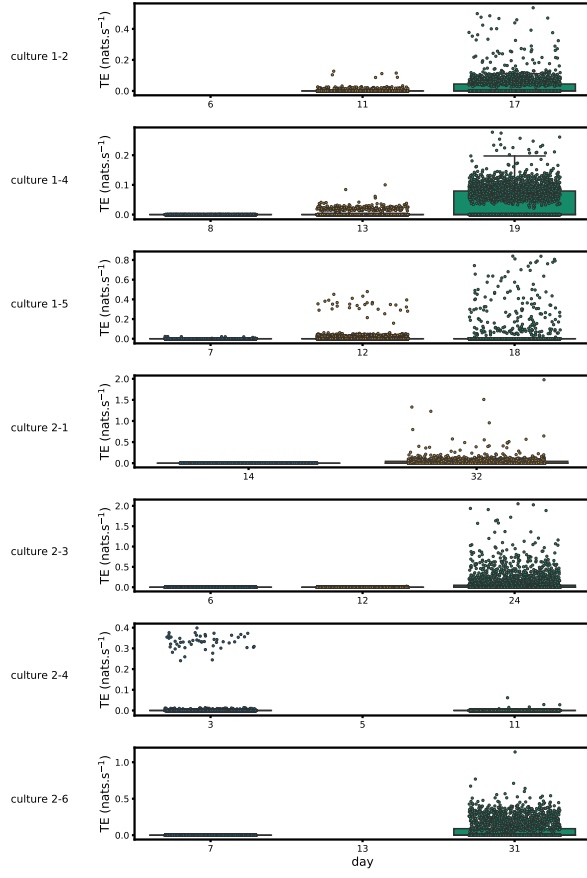 culture 1-2
TE (nats.s⁻¹)
0.4
0.2
0.0
6 11 17
culture 1-4
TE (nats.s⁻¹)
0.2
0.1
0.0
8 13 19
culture 1-5
TE (nats.s⁻¹)
0.8
0.6
0.4
0.2
0.0
7 12 18
culture 2-1
TE (nats.s⁻¹)
2.0
1.5
1.0
0.5
0.0
14 32
culture 2-3
TE (nats.s⁻¹)
2.0
1.5
1.0
0.5
0.0
6 12 24
culture 2-4
TE (nats.s⁻¹)
0.4
0.3
0.2
0.1
0.0
3 5 11
culture 2-6
TE (nats.s⁻¹)
1.0
0.5
0.0
7 13 31
day